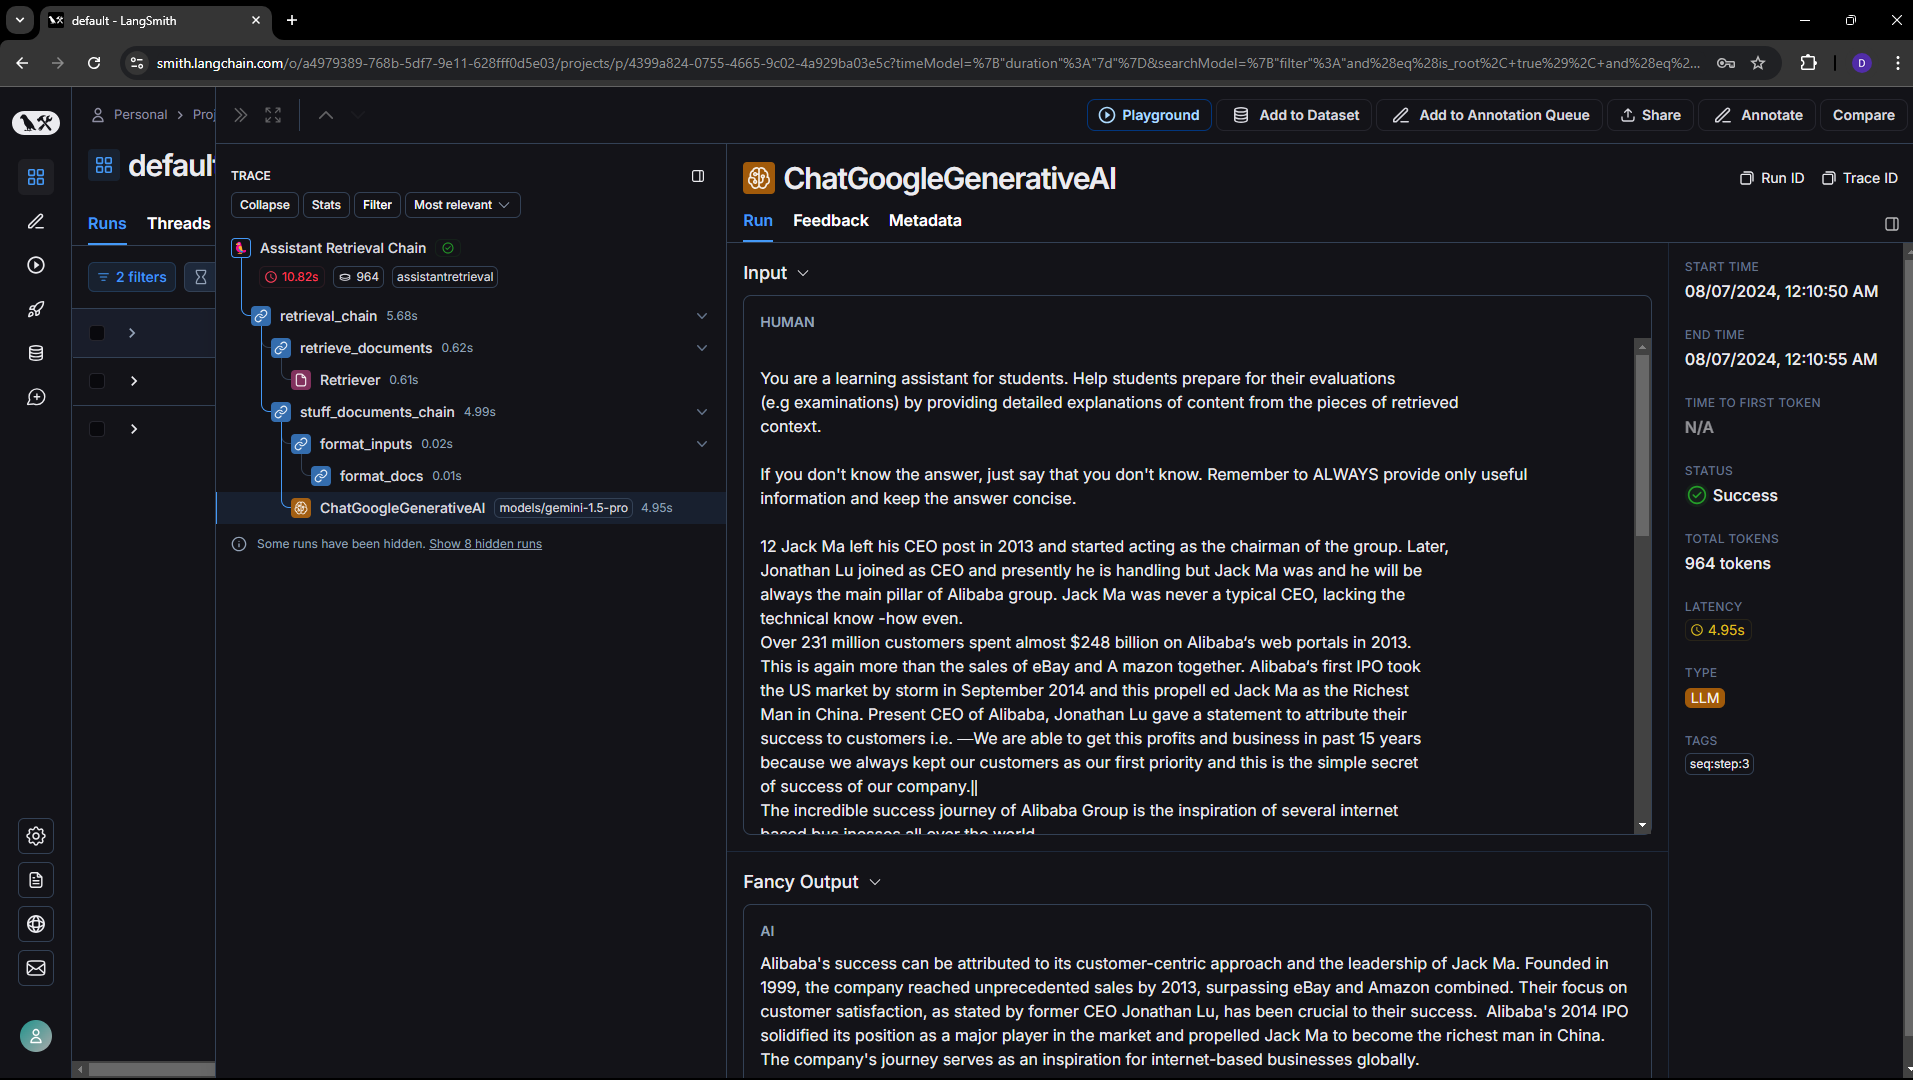 default - LangSmith
smith.langchain.com/o/a4979389-768b-5df7-9e11-628fff0d5e03/projects/p/4399a824-0755-4665-9c02-4a929ba03e5c?timeModel=%7B"duration"%3A"7d"%7D&searchModel=%7B"filter"%3A"and%28eq%28is_root%2C+true%29%2C+and%28eq%2...
D
Personal > Proj
Playground
Add to Dataset
Add to Annotation Queue
Share
Annotate
Compare
default
Runs
Threads
2 filters
TRACE
Collapse
Stats
Filter
Most relevant
Assistant Retrieval Chain
10.82s
964
assistantretrieval
retrieval_chain 5.68s
retrieve_documents 0.62s
Retriever 0.61s
stuff_documents_chain 4.99s
format_inputs 0.02s
format_docs 0.01s
ChatGoogleGenerativeAI models/gemini-1.5-pro 4.95s
Some runs have been hidden. Show 8 hidden runs
ChatGoogleGenerativeAI
Run ID
Trace ID
Run
Feedback
Metadata
Input
HUMAN
You are a learning assistant for students. Help students prepare for their evaluations
(e.g examinations) by providing detailed explanations of content from the pieces of retrieved
context.
If you don't know the answer, just say that you don't know. Remember to ALWAYS provide only useful
information and keep the answer concise.
12 Jack Ma left his CEO post in 2013 and started acting as the chairman of the group. Later,
Jonathan Lu joined as CEO and presently he is handling but Jack Ma was and he will be
always the main pillar of Alibaba group. Jack Ma was never a typical CEO, lacking the
technical know -how even.
Over 231 million customers spent almost $248 billion on Alibaba‘s web portals in 2013.
This is again more than the sales of eBay and A mazon together. Alibaba‘s first IPO took
the US market by storm in September 2014 and this propell ed Jack Ma as the Richest
Man in China. Present CEO of Alibaba, Jonathan Lu gave a statement to attribute their
success to customers i.e. ―We are able to get this profits and business in past 15 years
because we always kept our customers as our first priority and this is the simple secret
of success of our company.‖
The incredible success journey of Alibaba Group is the inspiration of several internet
based bus inesses all over the world.
Fancy Output
AI
Alibaba's success can be attributed to its customer-centric approach and the leadership of Jack Ma. Founded in
1999, the company reached unprecedented sales by 2013, surpassing eBay and Amazon combined. Their focus on
customer satisfaction, as stated by former CEO Jonathan Lu, has been crucial to their success.  Alibaba's 2014 IPO
solidified its position as a major player in the market and propelled Jack Ma to become the richest man in China.
The company's journey serves as an inspiration for internet-based businesses globally.
START TIME
08/07/2024, 12:10:50 AM
END TIME
08/07/2024, 12:10:55 AM
TIME TO FIRST TOKEN
N/A
STATUS
Success
TOTAL TOKENS
964 tokens
LATENCY
4.95s
TYPE
LLM
TAGS
seq:step:3